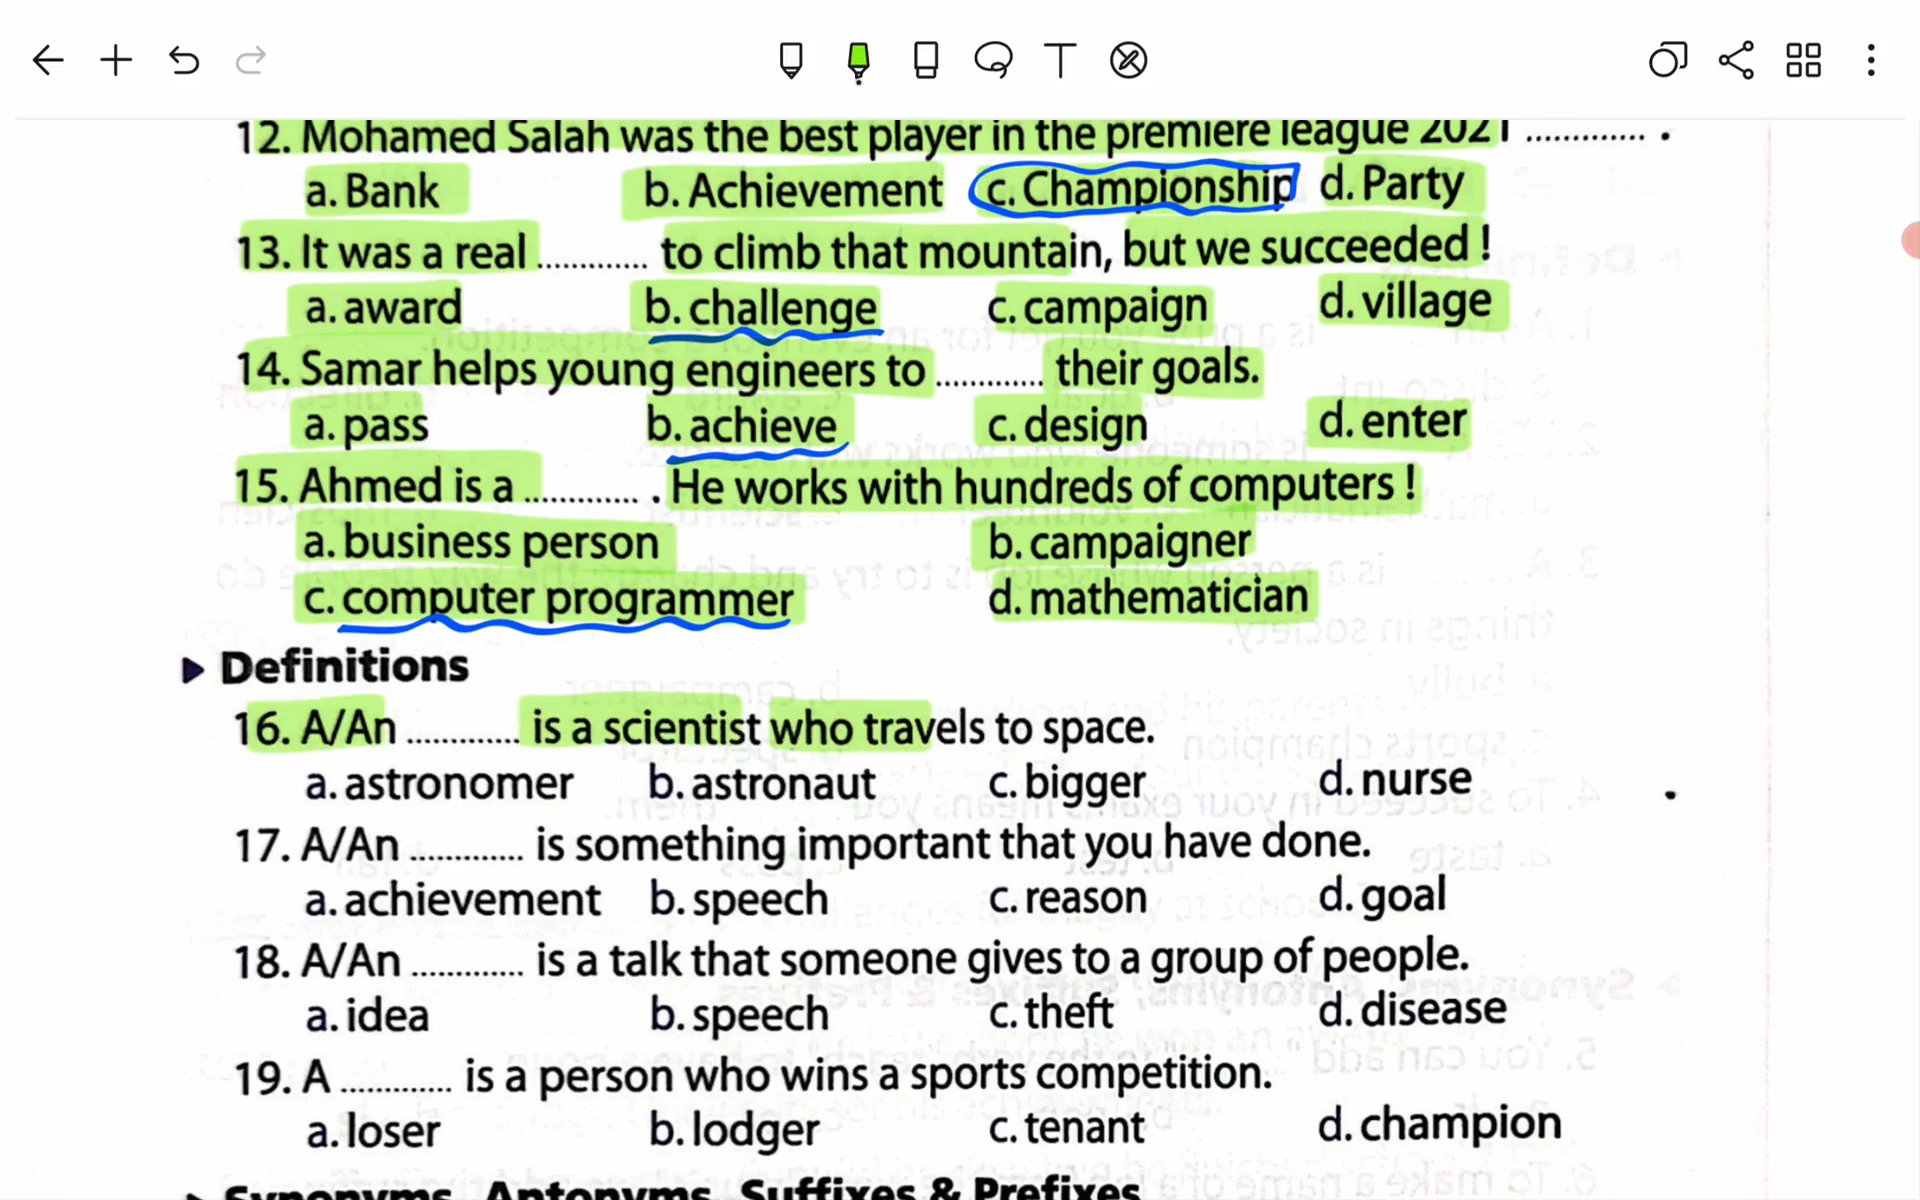 12. Mohamed Salah was the best player in the premiere league 2021 ............. .
a. Bank b. Achievement c. Championship d. Party
13. It was a real ............ to climb that mountain, but we succeeded !
a. award b. challenge c. campaign d. village
14. Samar helps young engineers to ............ their goals.
a. pass b. achieve c. design d. enter
15. Ahmed is a ............. . He works with hundreds of computers !
a. business person b. campaigner
c. computer programmer d. mathematician
Definitions
16. A/An ............. is a scientist who travels to space.
a. astronomer b. astronaut c. bigger d. nurse
17. A/An ............. is something important that you have done.
a. achievement b. speech c. reason d. goal
18. A/An ............. is a talk that someone gives to a group of people.
a. idea b. speech c. theft d. disease
19. A ............. is a person who wins a sports competition.
a. loser b. lodger c. tenant d. champion
Synonyms, Antonyms, Suffixes & Prefixes